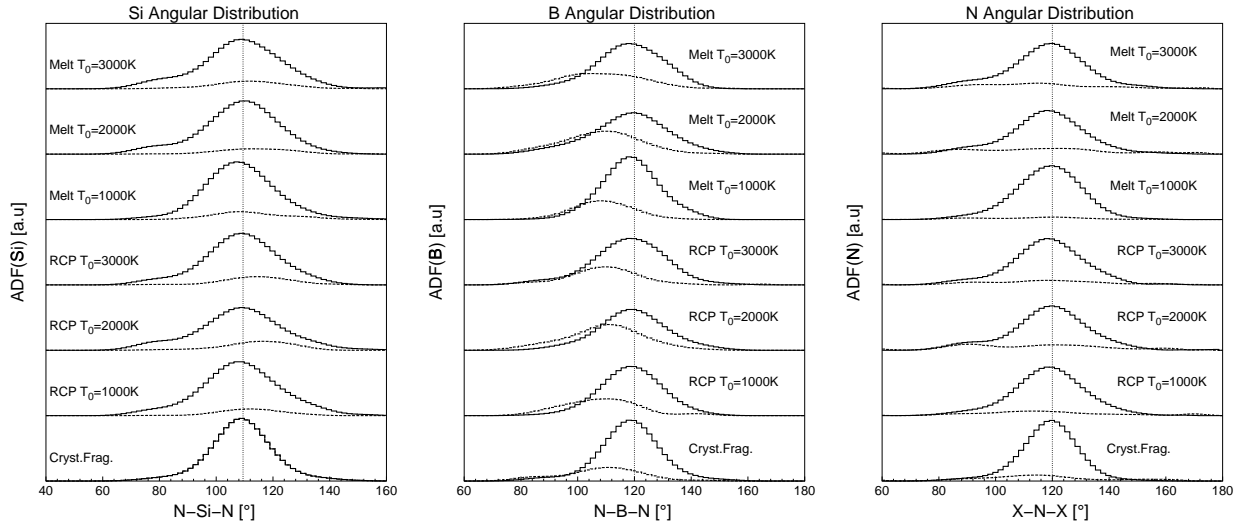 Si Angular Distribution
ADF(Si) [a.u]
Melt T0=3000K
Melt T0=2000K
Melt T0=1000K
RCP T0=3000K
RCP T0=2000K
RCP T0=1000K
Cryst.Frag.
40 60 80 100 120 140 160
N−Si−N [°]
B Angular Distribution
ADF(B) [a.u]
Melt T0=3000K
Melt T0=2000K
Melt T0=1000K
RCP T0=3000K
RCP T0=2000K
RCP T0=1000K
Cryst.Frag.
60 80 100 120 140 160 180
N−B−N [°]
N Angular Distribution
ADF(N) [a.u]
Melt T0=3000K
Melt T0=2000K
Melt T0=1000K
RCP T0=3000K
RCP T0=2000K
RCP T0=1000K
Cryst.Frag.
60 80 100 120 140 160 180
X−N−X [°]